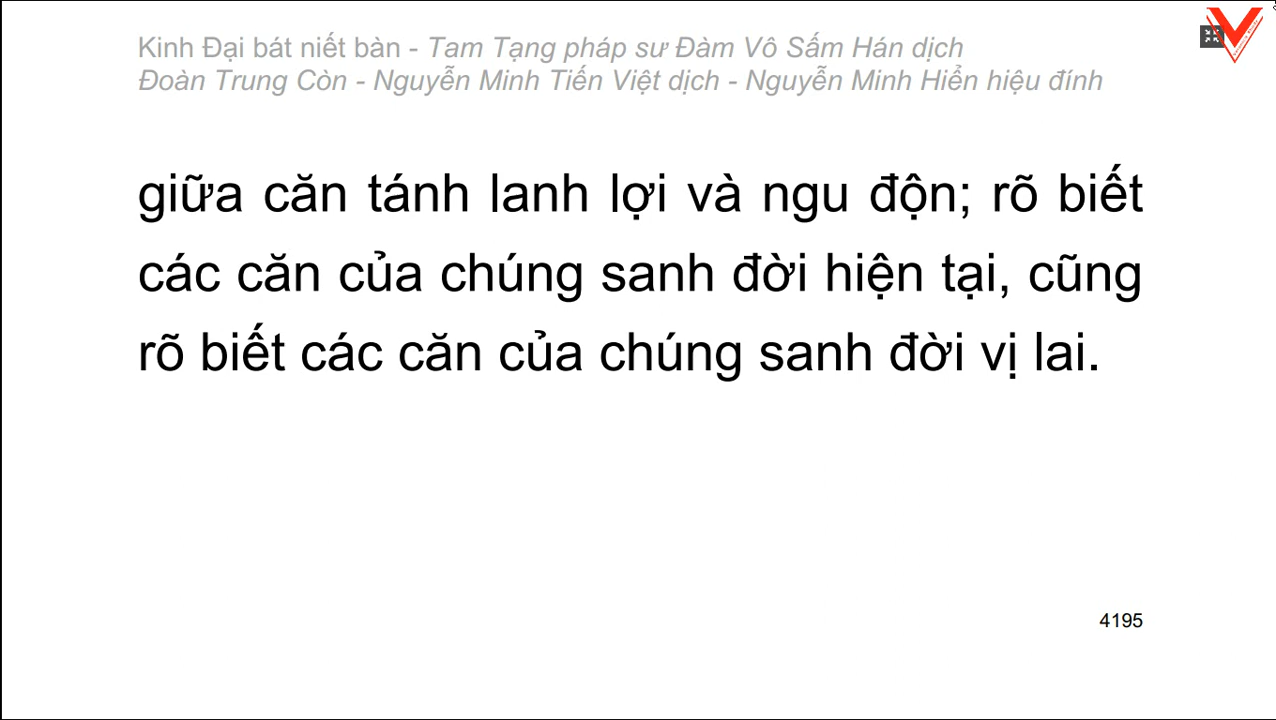 Kinh Đại bát niết bàn - Tam Tạng pháp sư Đàm Vô Sấm Hán dịch
Đoàn Trung Còn - Nguyễn Minh Tiến Việt dịch - Nguyễn Minh Hiển hiệu đính
giữa căn tánh lanh lợi và ngu độn; rõ biết
các căn của chúng sanh đời hiện tại, cũng
rõ biết các căn của chúng sanh đời vị lai.
4195